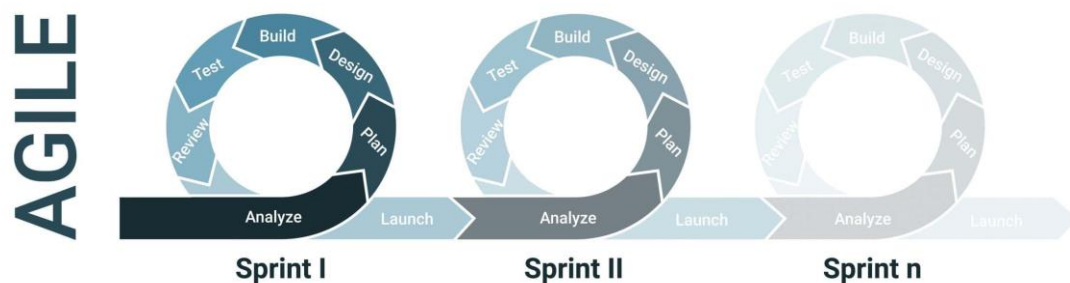 AGILE
Build
Test
Design
Review
Plan
Analyze
Launch
Sprint I
Build
Test
Design
Review
Plan
Analyze
Launch
Sprint II
Build
Test
Design
Review
Plan
Analyze
Launch
Sprint n